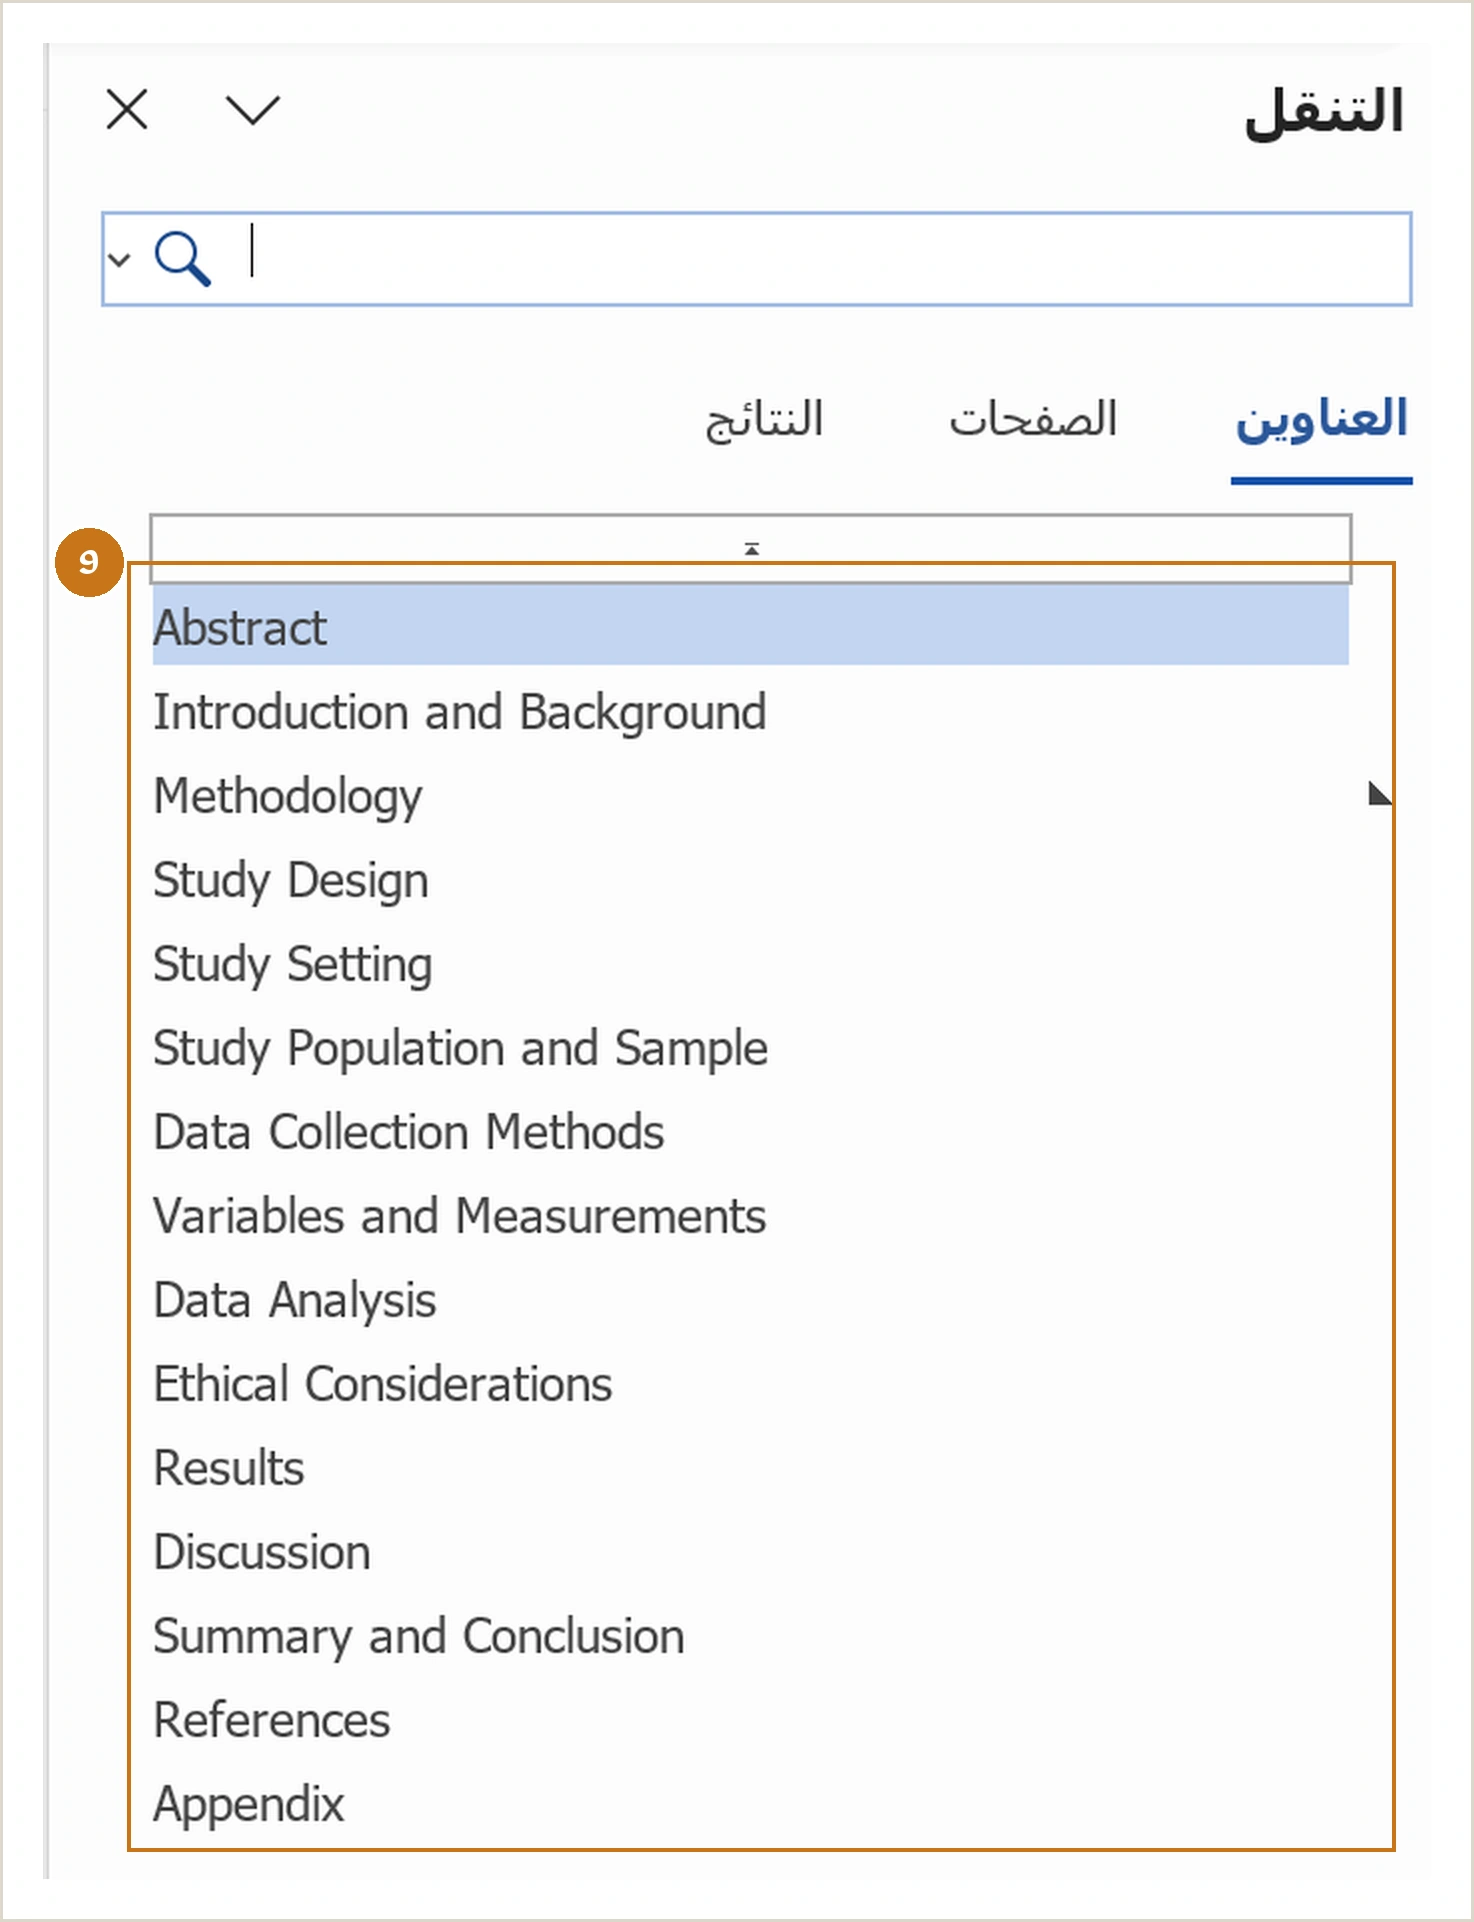 التنقل
العناوين الصفحات النتائج
9
Abstract
Introduction and Background
Methodology
Study Design
Study Setting
Study Population and Sample
Data Collection Methods
Variables and Measurements
Data Analysis
Ethical Considerations
Results
Discussion
Summary and Conclusion
References
Appendix